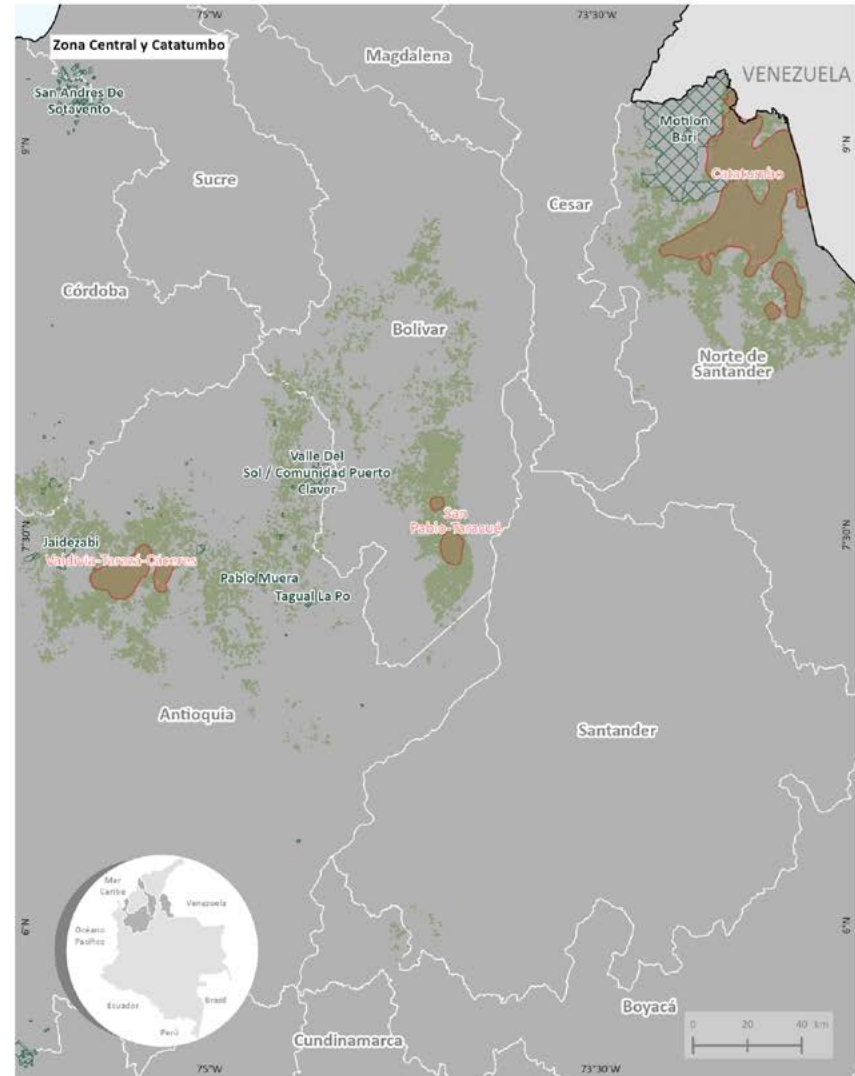 75°W
73°30'W
Zona Central y Catatumbo
Magdalena
VENEZUELA
San Andres De
Sotavento
Motilon
Bari
9°N
9°N
Catatumbo
Sucre
Cesar
Córdoba
Bolívar
Norte de
Santander
Valle Del
Sol / Comunidad Puerto
Claver
San
Pablo-Taracué
7°30'N
7°30'N
Jaidezabi
Valdivia-Tarazá-Cáceres
Pablo Muera
Tagual La Po
Antioquia
Santander
Mar
Caribe
Venezuela
Océano
Pacífico
6°N
6°N
Ecuador
Brasil
Perú
Boyacá
0 20 40 km
Cundinamarca
75°W
73°30'W